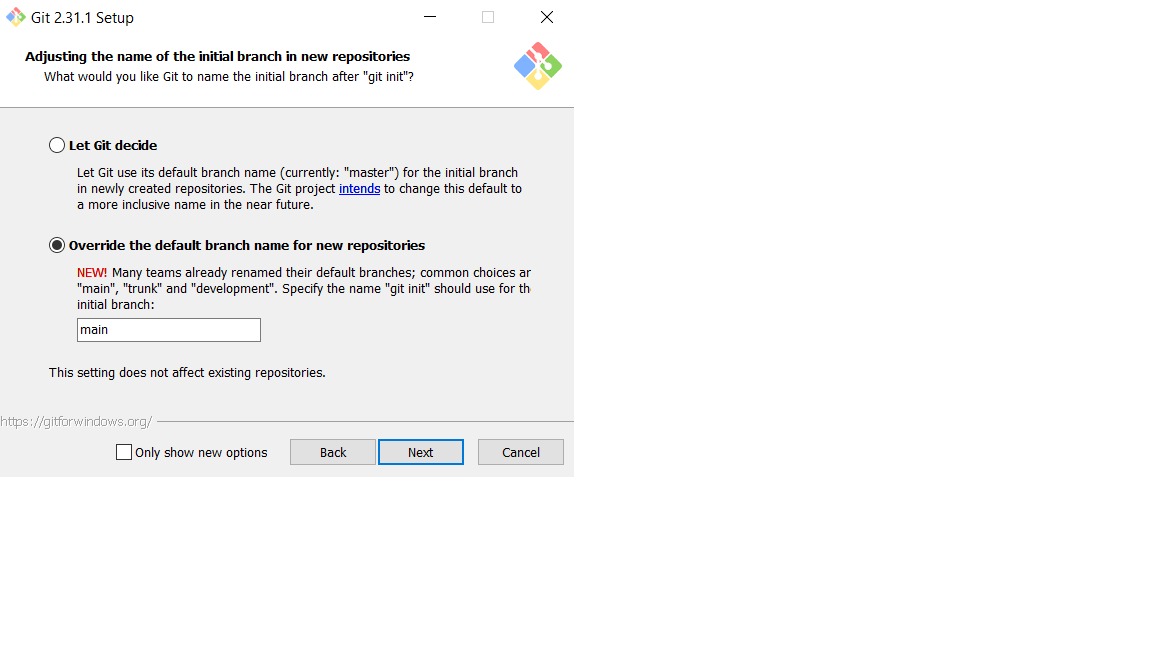 Git 2.31.1 Setup
Adjusting the name of the initial branch in new repositories
What would you like Git to name the initial branch after "git init"?
Let Git decide
Let Git use its default branch name (currently: "master") for the initial branch
in newly created repositories. The Git project intends to change this default to
a more inclusive name in the near future.
Override the default branch name for new repositories
NEW! Many teams already renamed their default branches; common choices ar
"main", "trunk" and "development". Specify the name "git init" should use for th
initial branch:
main
This setting does not affect existing repositories.
https://gitforwindows.org/
Only show new options
Back
Next
Cancel